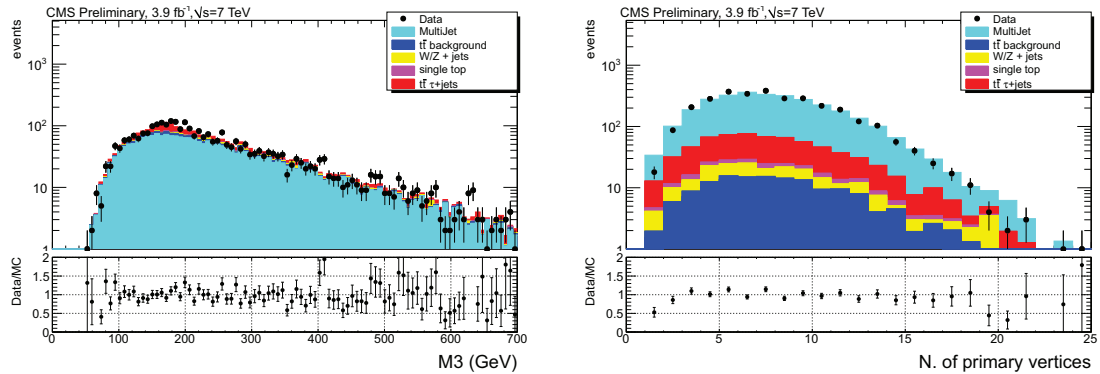 CMS Preliminary, 3.9 fb⁻¹, √s=7 TeV
events
Data
MultiJet
tt̄ background
W/Z + jets
single top
tt̄ τ+jets
10³
10²
10
1
Data/MC
2
1.5
1
0.5
0
0 100 200 300 400 500 600 700
M3 (GeV)
CMS Preliminary, 3.9 fb⁻¹, √s=7 TeV
events
Data
MultiJet
tt̄ background
W/Z + jets
single top
tt̄ τ+jets
10³
10²
10
1
Data/MC
2
1.5
1
0.5
0
0 5 10 15 20 25
N. of primary vertices